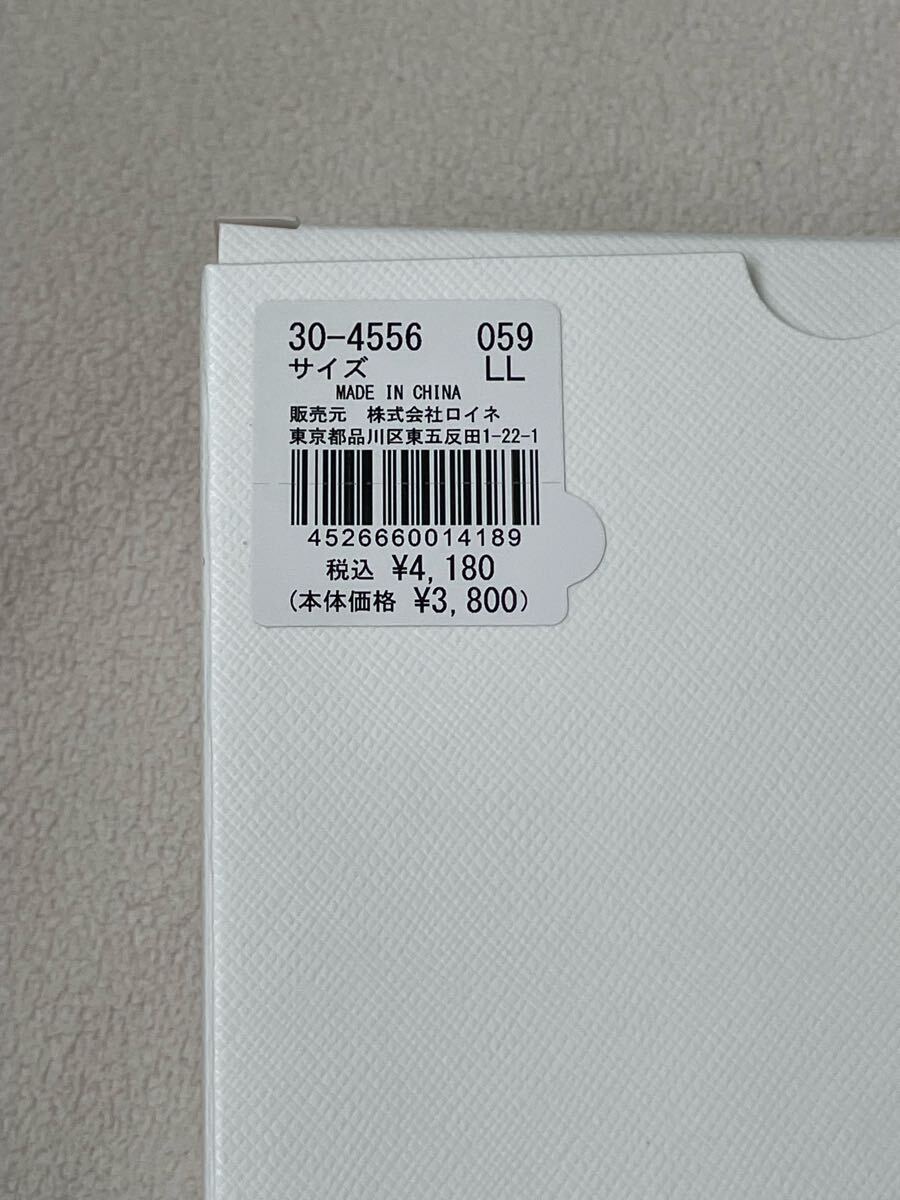 30-4556 059
サイズ LL
MADE IN CHINA
販売元 株式会社ロイネ
東京都品川区東五反田1-22-1
4526660014189
税込 ¥4,180
(本体価格 ¥3,800)